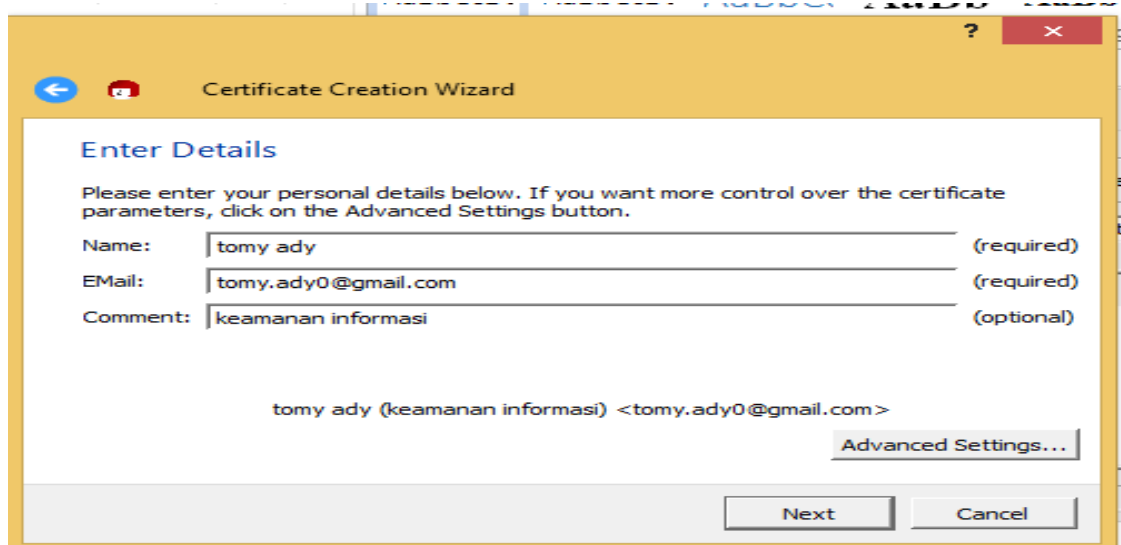 ?
Certificate Creation Wizard
Enter Details
Please enter your personal details below. If you want more control over the certificate
parameters, click on the Advanced Settings button.
Name: tomy ady (required)
EMail: tomy.ady0@gmail.com (required)
Comment: keamanan informasi (optional)
tomy ady (keamanan informasi) <tomy.ady0@gmail.com>
Advanced Settings...
Next Cancel